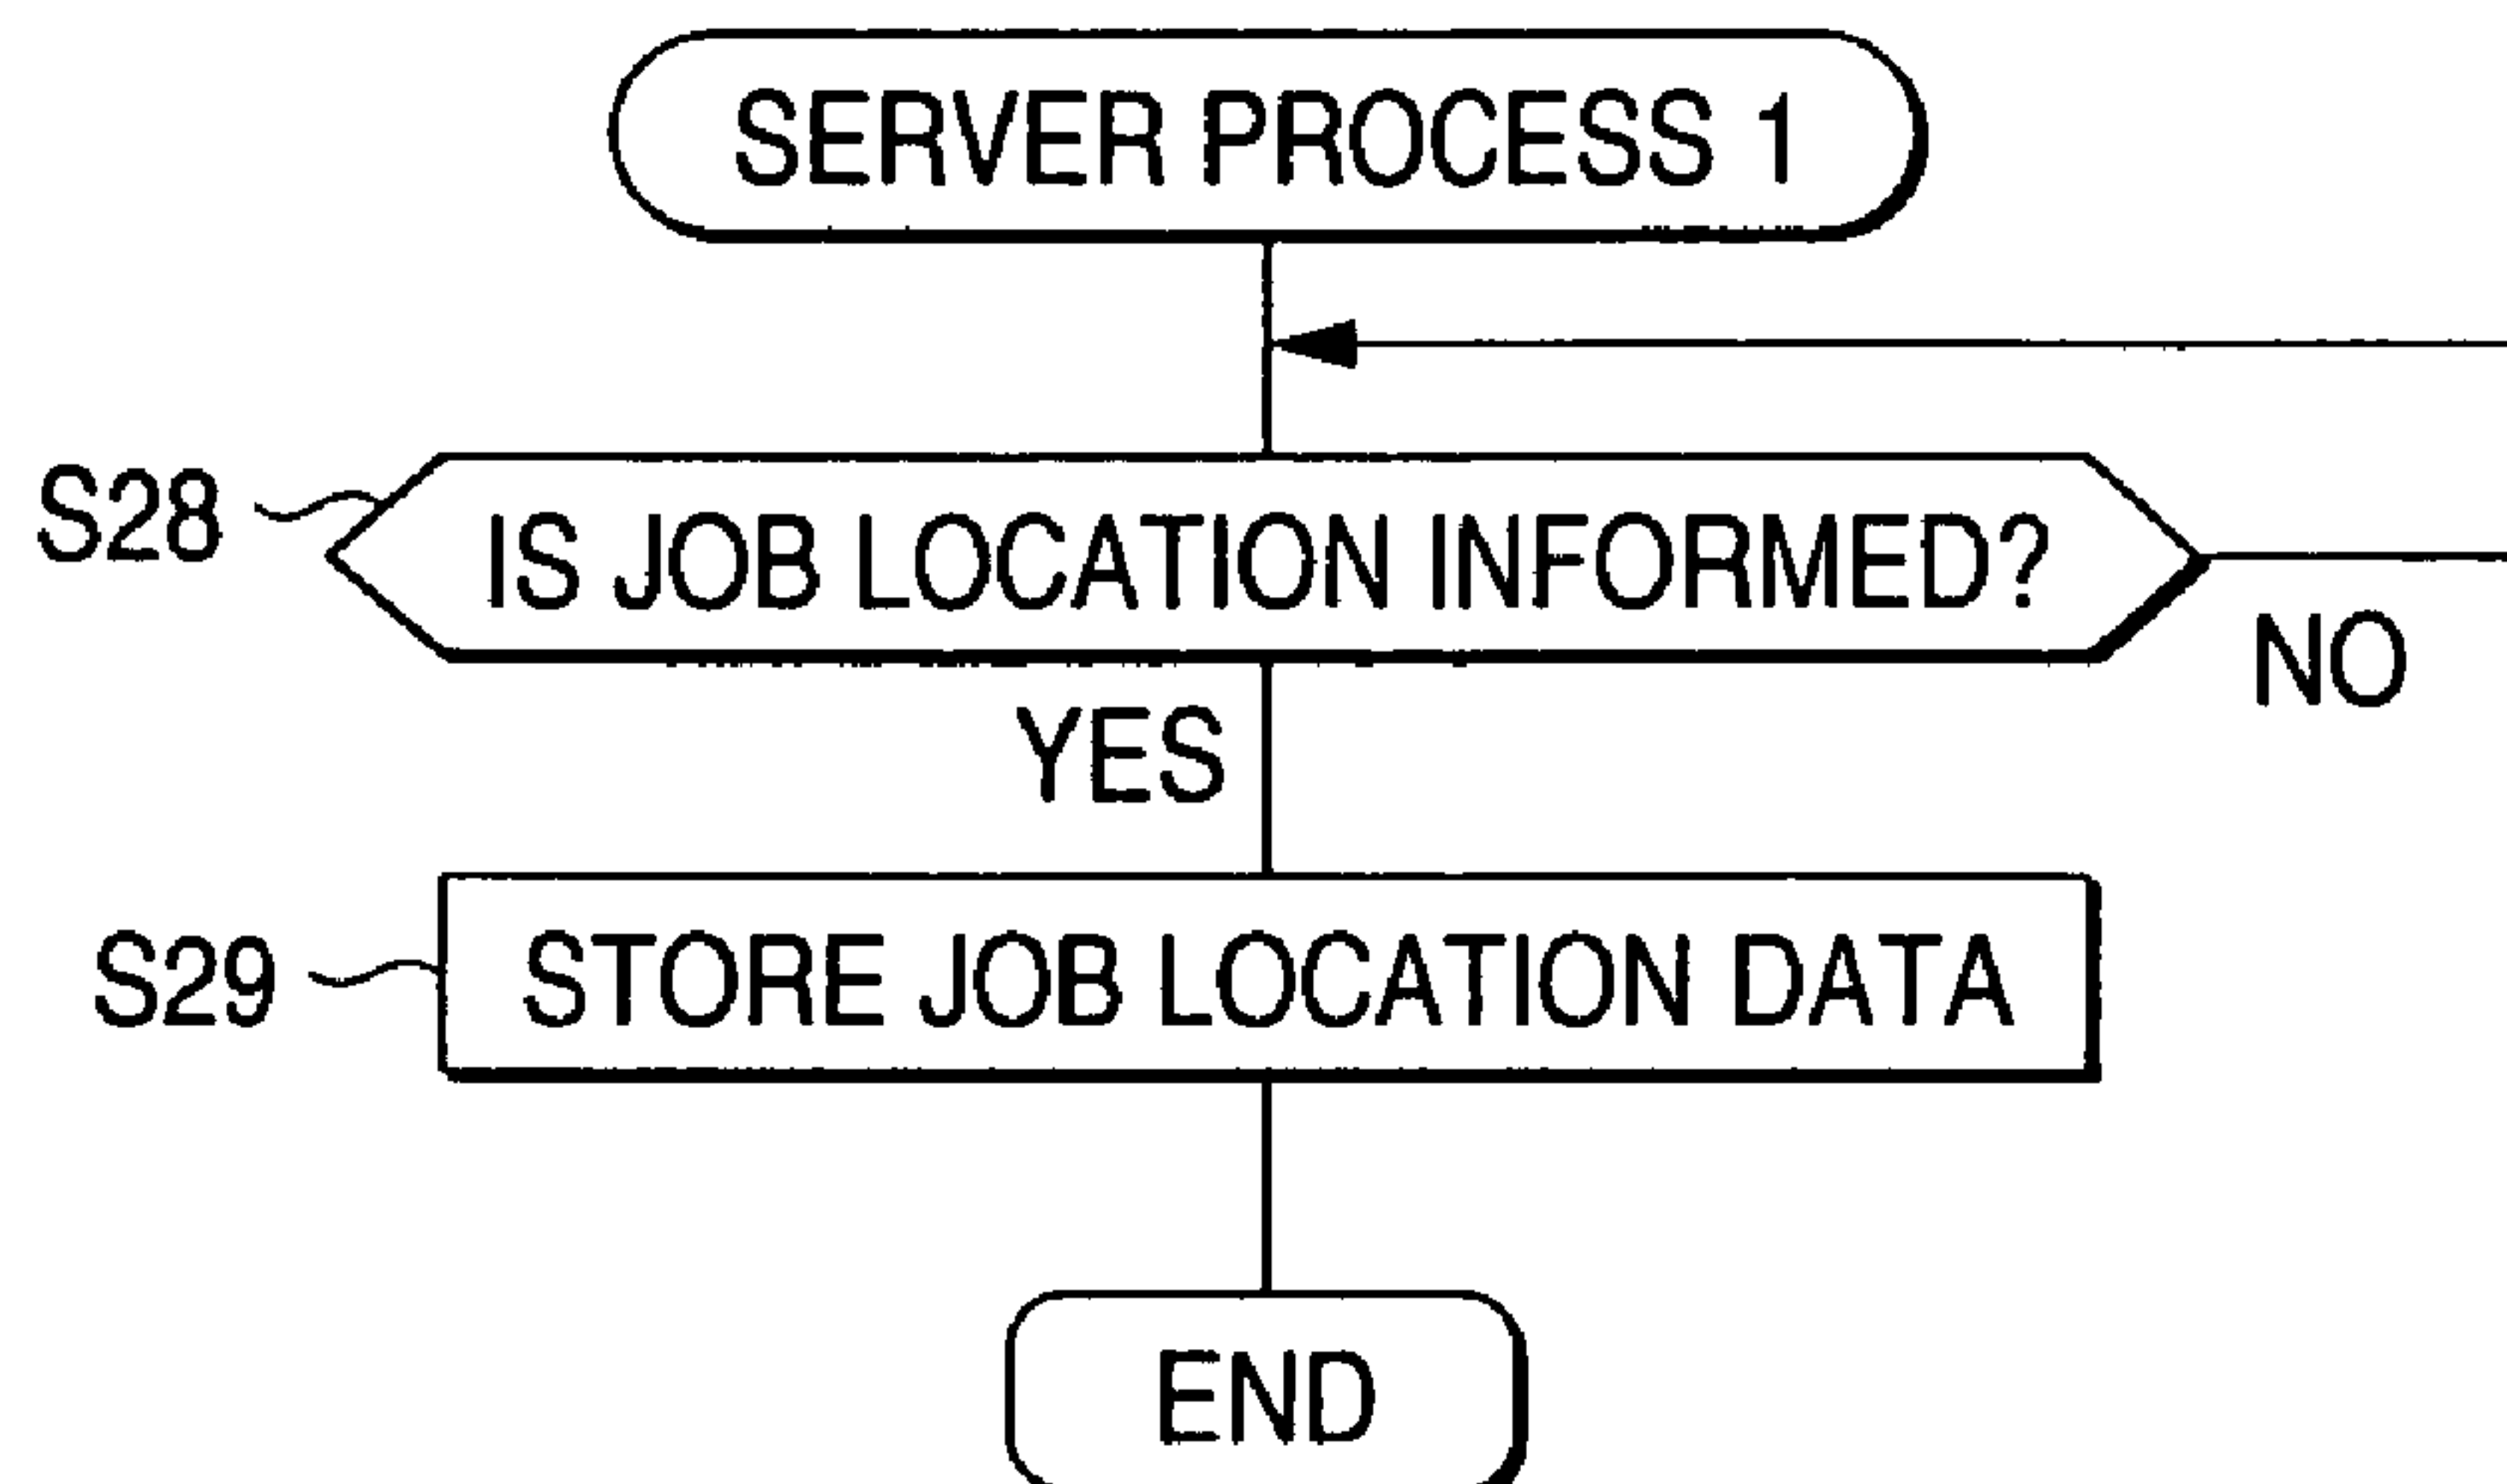 SERVER PROCESS 1
S28
IS JOB LOCATION INFORMED?
NO
YES
S29
STORE JOB LOCATION DATA
END